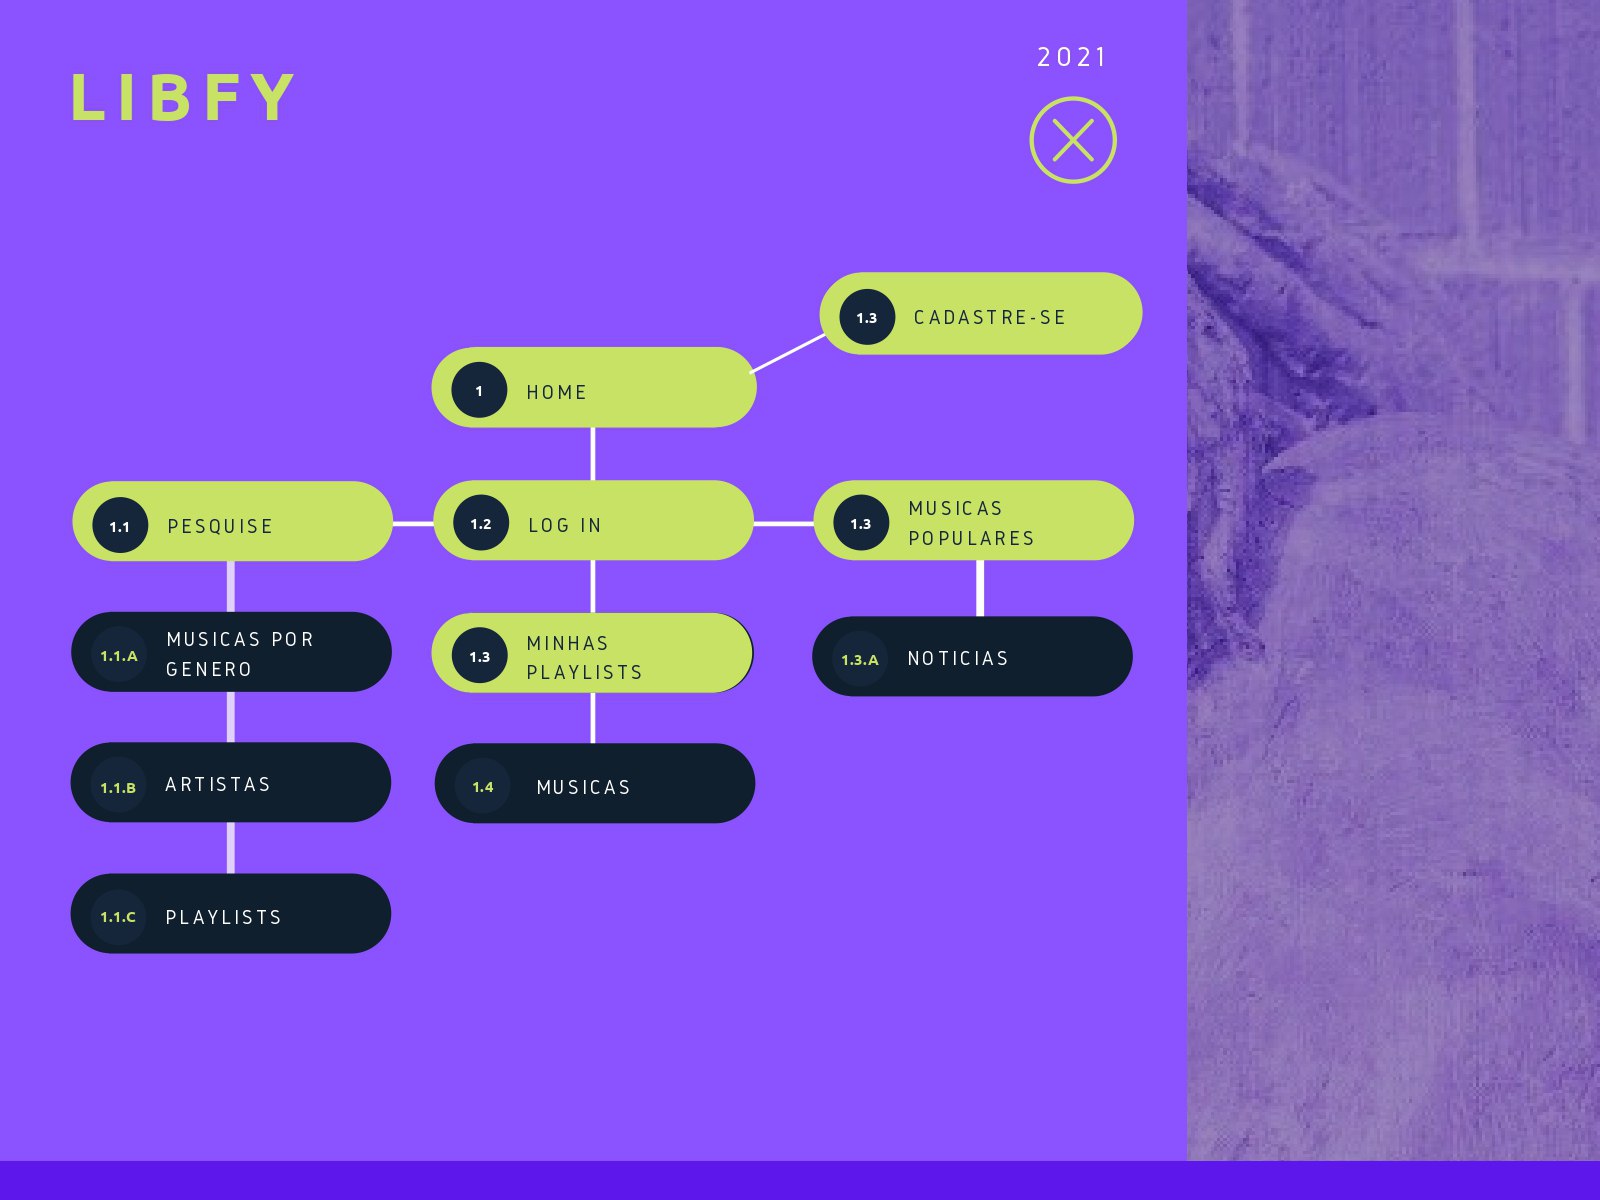 LIBFY
2021
1.3 CADASTRE-SE
1 HOME
1.1 PESQUISE
1.2 LOG IN
1.3 MUSICAS
POPULARES
1.1.A MUSICAS POR
GENERO
1.3 MINHAS
PLAYLISTS
1.3.A NOTICIAS
1.1.B ARTISTAS
1.4 MUSICAS
1.1.C PLAYLISTS